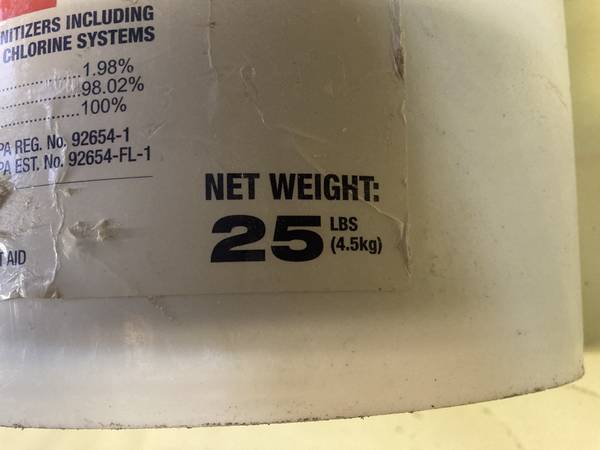 NITIZERS INCLUDING
CHLORINE SYSTEMS
1.98%
98.02%
100%
PA REG. No. 92654-1
PA EST. No. 92654-FL-1
NET WEIGHT:
25 LBS
(4.5kg)
T AID